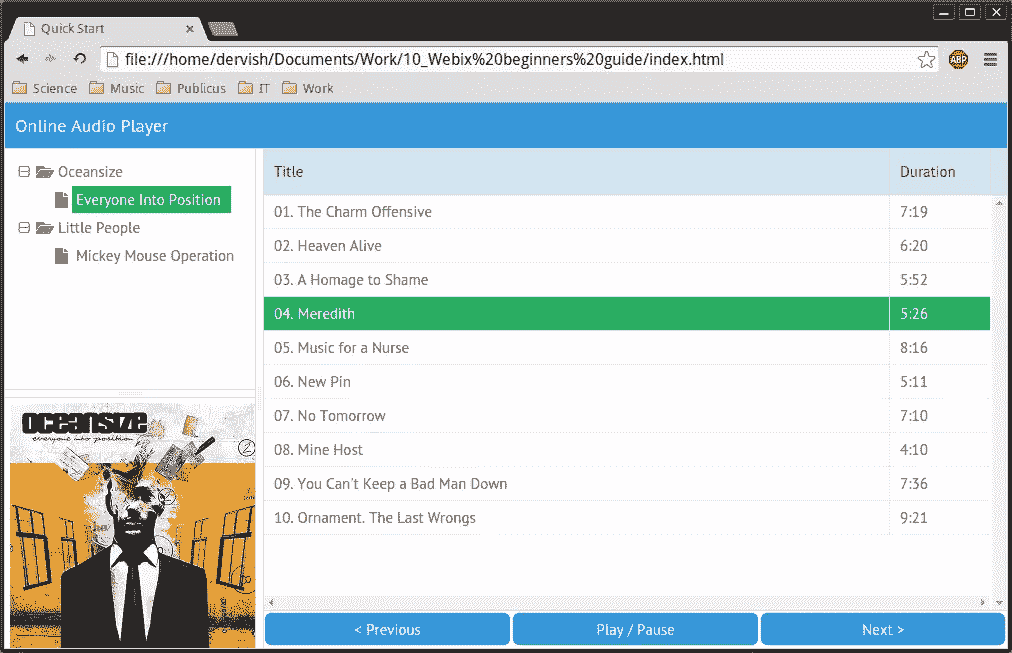 Quick Start
file:///home/dervish/Documents/Work/10_Webix%20beginners%20guide/index.html
ABP
Science Music Publicus IT Work
Online Audio Player
Oceansize
Everyone Into Position
Little People
Mickey Mouse Operation
oceansize
everyone into position
2
Title Duration
01. The Charm Offensive 7:19
02. Heaven Alive 6:20
03. A Homage to Shame 5:52
04. Meredith 5:26
05. Music for a Nurse 8:16
06. New Pin 5:11
07. No Tomorrow 7:10
08. Mine Host 4:10
09. You Can't Keep a Bad Man Down 7:36
10. Ornament. The Last Wrongs 9:21
< Previous Play / Pause Next >